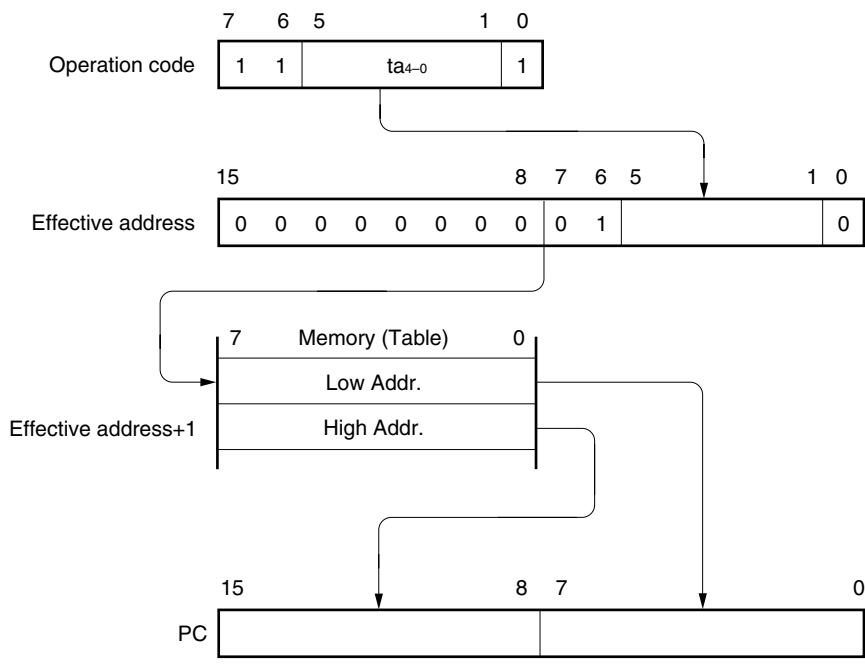 7 6 5 1 0
Operation code 1 1 ta4–0 1
15 8 7 6 5 1 0
Effective address 0 0 0 0 0 0 0 0 0 1 0
7 Memory (Table) 0
Low Addr.
Effective address+1 High Addr.
15 8 7 0
PC